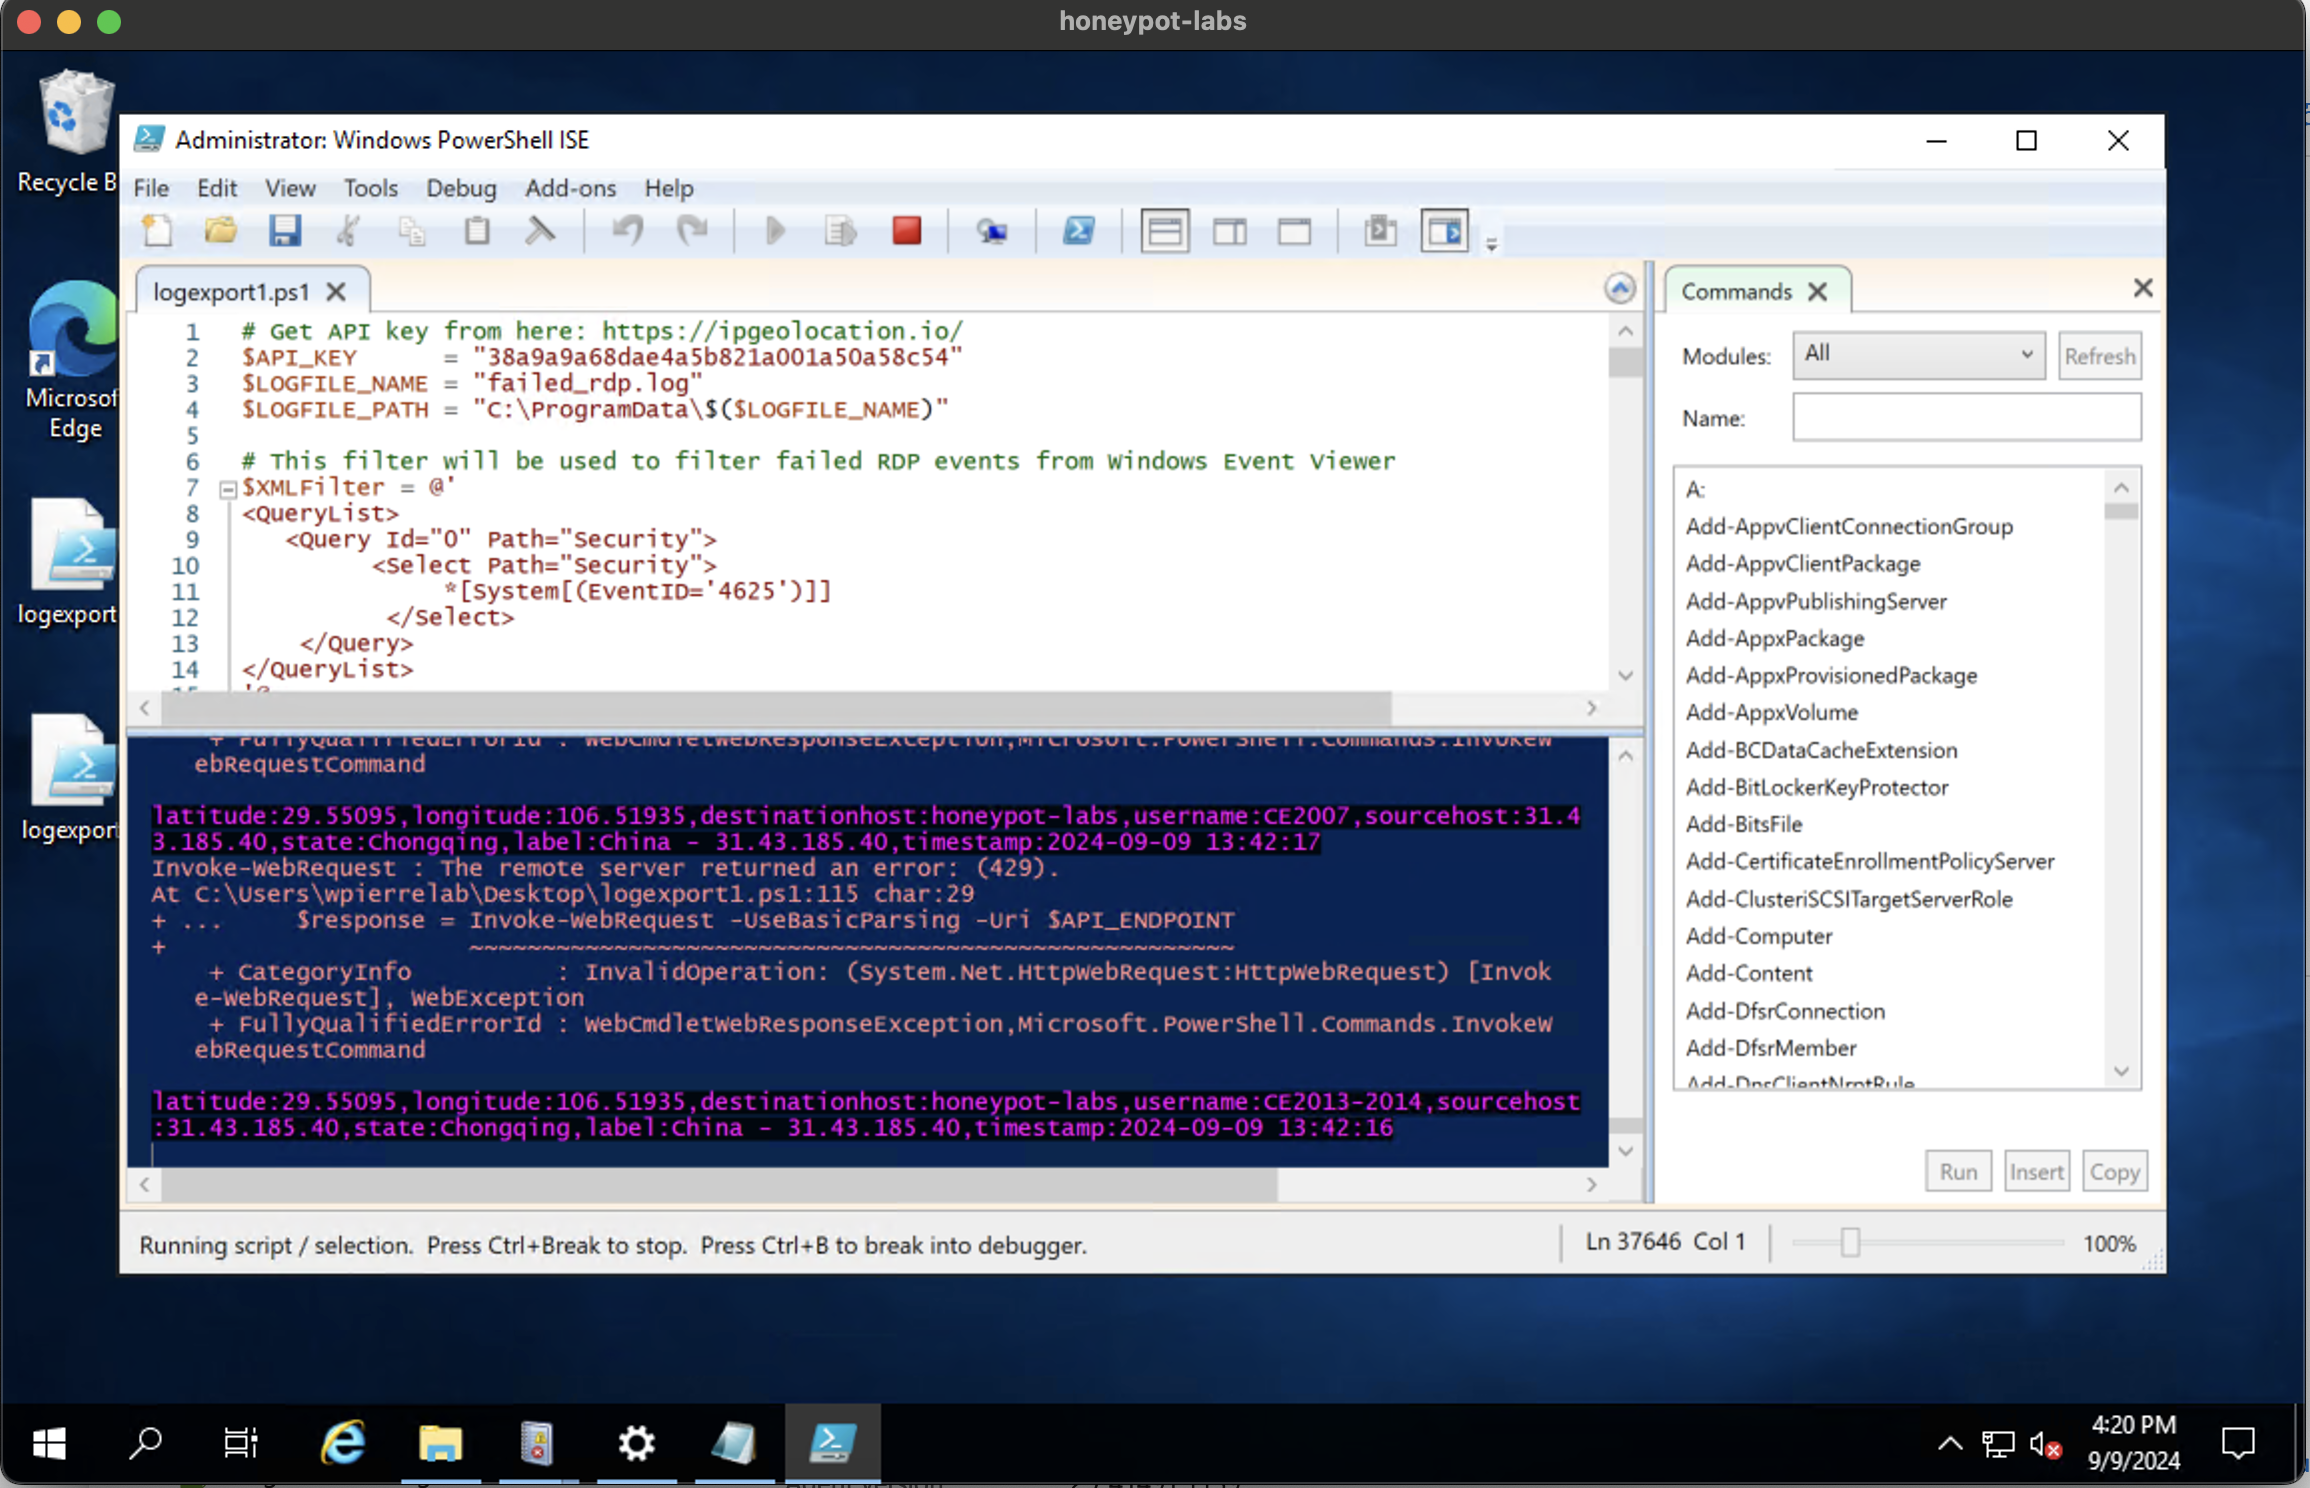 honeypot-labs
Recycle B
Microsof
Edge
logexport
logexport
Administrator: Windows PowerShell ISE
File Edit View Tools Debug Add-ons Help
logexport1.ps1
1 # Get API key from here: https://ipgeolocation.io/
2 $API_KEY      = "38a9a9a68dae4a5b821a001a50a58c54"
3 $LOGFILE_NAME = "failed_rdp.log"
4 $LOGFILE_PATH = "C:\ProgramData\$($LOGFILE_NAME)"
5
6 # This filter will be used to filter failed RDP events from Windows Event Viewer
7 $XMLFilter = @'
8 <QueryList>
9    <Query Id="0" Path="Security">
10          <Select Path="Security">
11               *[System[(EventID='4625')]]
12           </Select>
13     </Query>
14 </QueryList>
15 '@
+ FullyQualifiedErrorId : WebCmdletWebResponseException,Microsoft.PowerShell.Commands.InvokeW
ebRequestCommand
latitude:29.55095,longitude:106.51935,destinationhost:honeypot-labs,username:CE2007,sourcehost:31.4
3.185.40,state:Chongqing,label:China - 31.43.185.40,timestamp:2024-09-09 13:42:17
Invoke-WebRequest : The remote server returned an error: (429).
At C:\Users\wpierrelab\Desktop\logexport1.ps1:115 char:29
+ ...     $response = Invoke-WebRequest -UseBasicParsing -Uri $API_ENDPOINT
+                 ~~~~~~~~~~~~~~~~~~~~~~~~~~~~~~~~~~~~~~~~~~~~~~~~~~~~~
+ CategoryInfo          : InvalidOperation: (System.Net.HttpWebRequest:HttpWebRequest) [Invok
e-WebRequest], WebException
+ FullyQualifiedErrorId : WebCmdletWebResponseException,Microsoft.PowerShell.Commands.InvokeW
ebRequestCommand
latitude:29.55095,longitude:106.51935,destinationhost:honeypot-labs,username:CE2013-2014,sourcehost
:31.43.185.40,state:Chongqing,label:China - 31.43.185.40,timestamp:2024-09-09 13:42:16
Commands
Modules: All Refresh
Name:
A:
Add-AppvClientConnectionGroup
Add-AppvClientPackage
Add-AppvPublishingServer
Add-AppxPackage
Add-AppxProvisionedPackage
Add-AppxVolume
Add-BCDataCacheExtension
Add-BitLockerKeyProtector
Add-BitsFile
Add-CertificateEnrollmentPolicyServer
Add-ClusteriSCSITargetServerRole
Add-Computer
Add-Content
Add-DfsrConnection
Add-DfsrMember
Add-DnsClientNrptRule
Run Insert Copy
Running script / selection.  Press Ctrl+Break to stop.  Press Ctrl+B to break into debugger.
Ln 37646 Col 1
100%
4:20 PM
9/9/2024